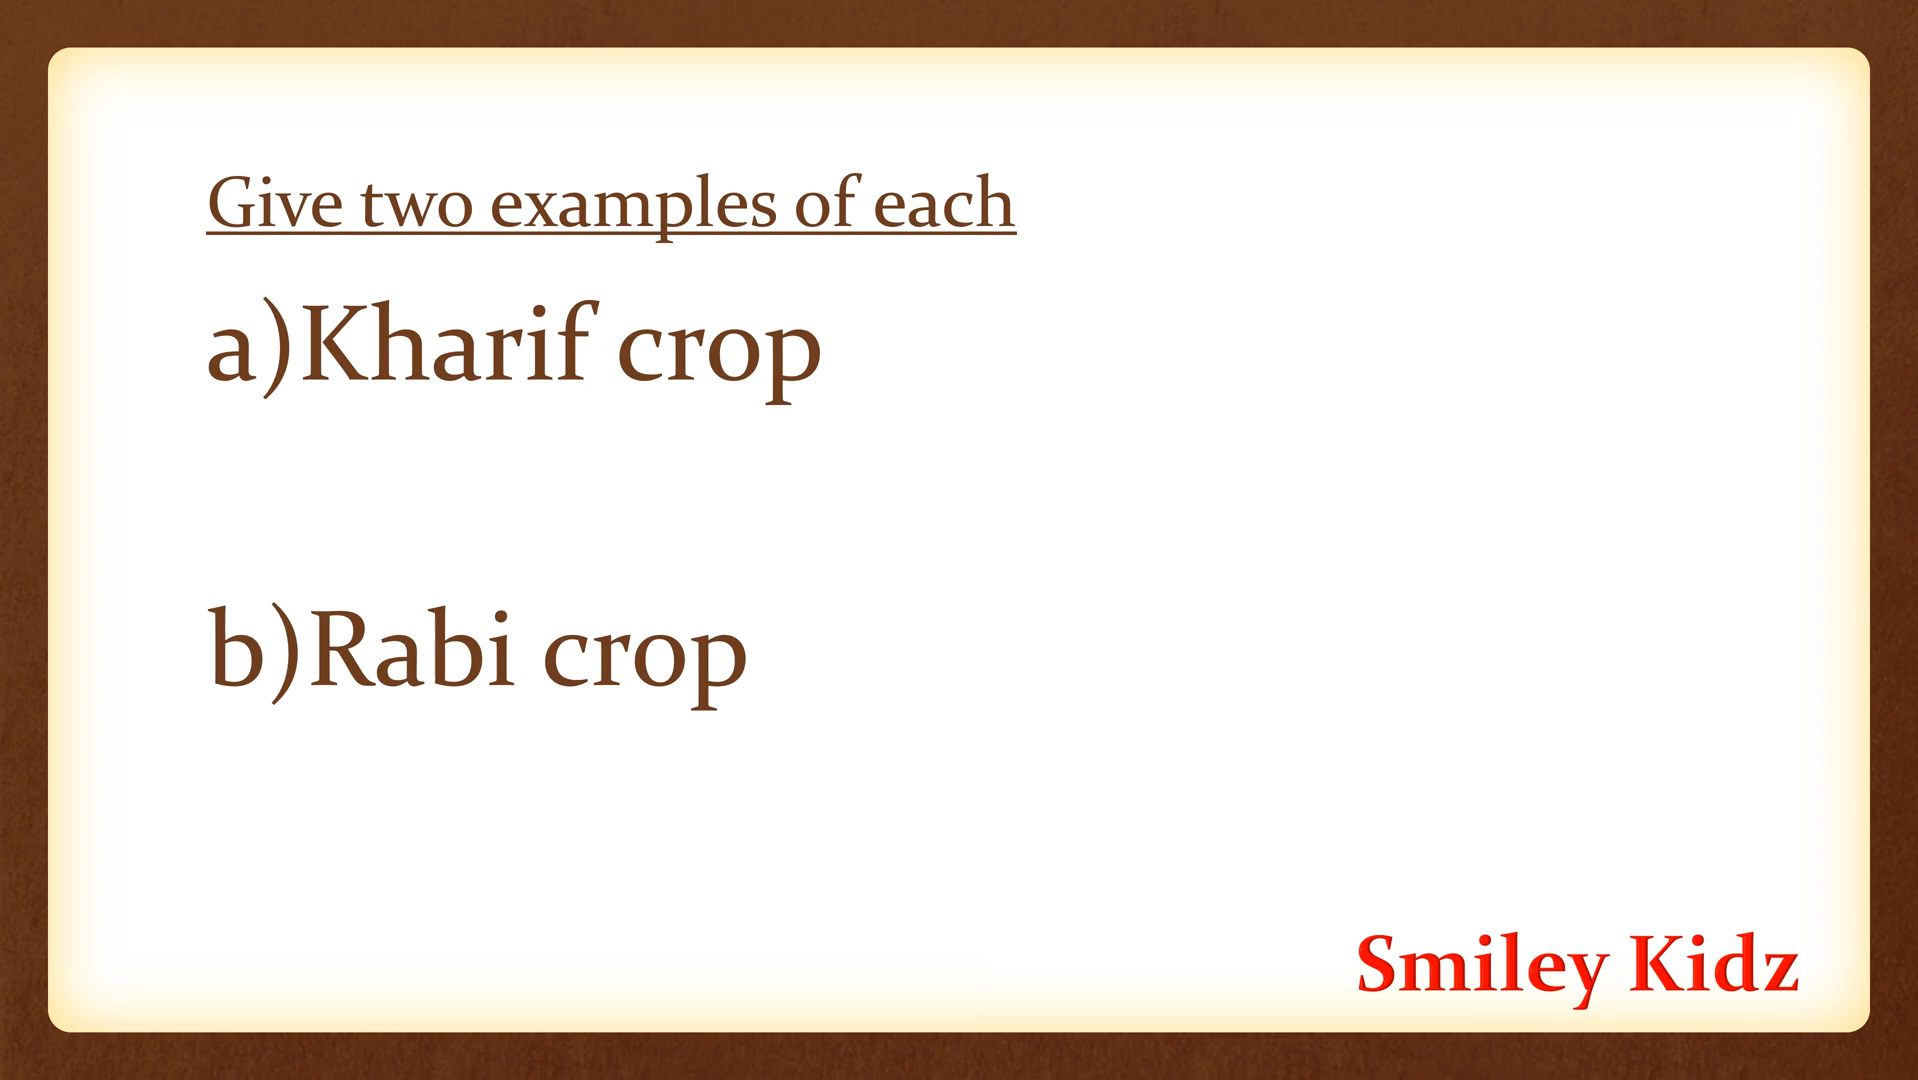 Give two examples of each
a)Kharif crop
b)Rabi crop
Smiley Kidz